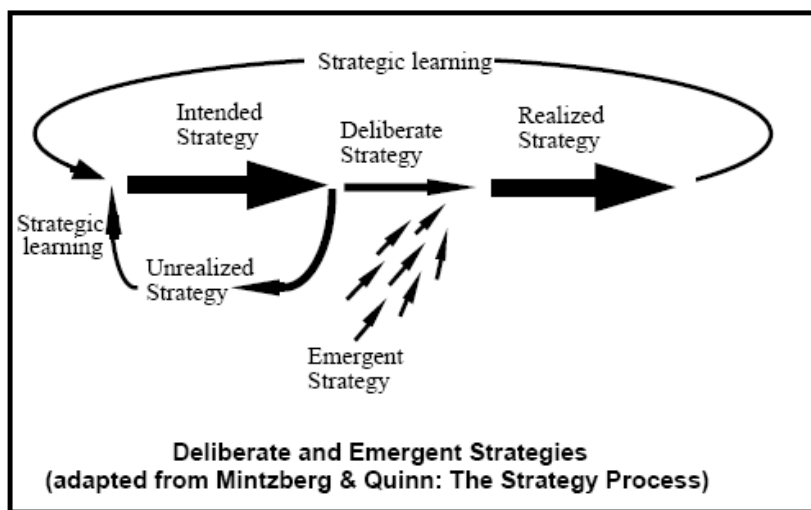 Strategic learning
Intended
Strategy
Deliberate
Strategy
Realized
Strategy
Strategic
learning
Unrealized
Strategy
Emergent
Strategy
Deliberate and Emergent Strategies
(adapted from Mintzberg & Quinn: The Strategy Process)